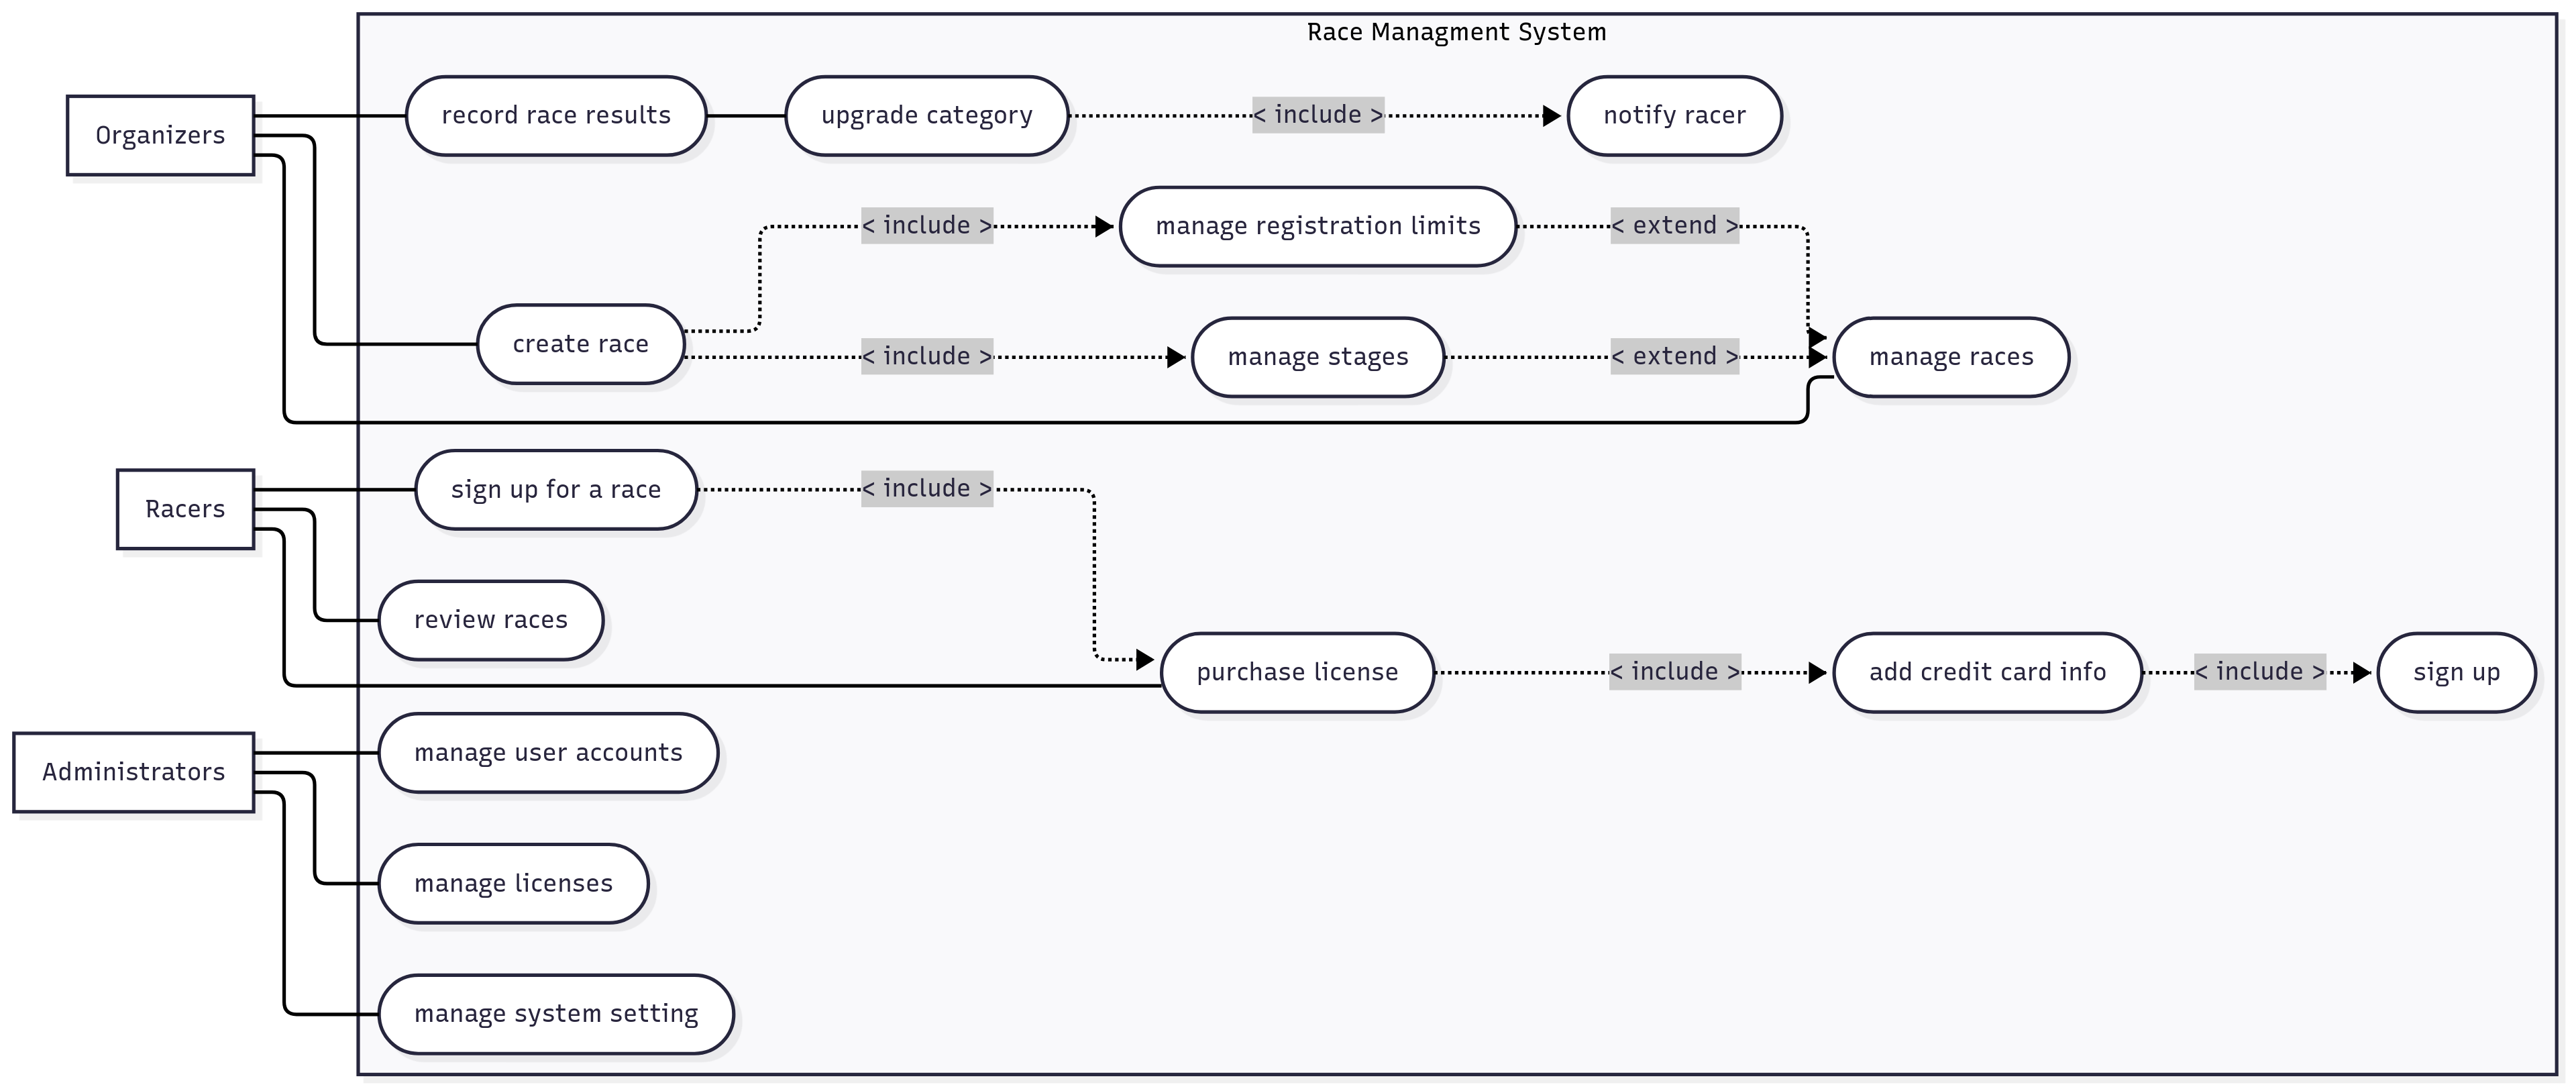 Race Managment System
Organizers
record race results
upgrade category
< include >
notify racer
< include >
manage registration limits
< extend >
create race
< include >
manage stages
< extend >
manage races
Racers
sign up for a race
< include >
review races
purchase license
< include >
add credit card info
< include >
sign up
Administrators
manage user accounts
manage licenses
manage system setting